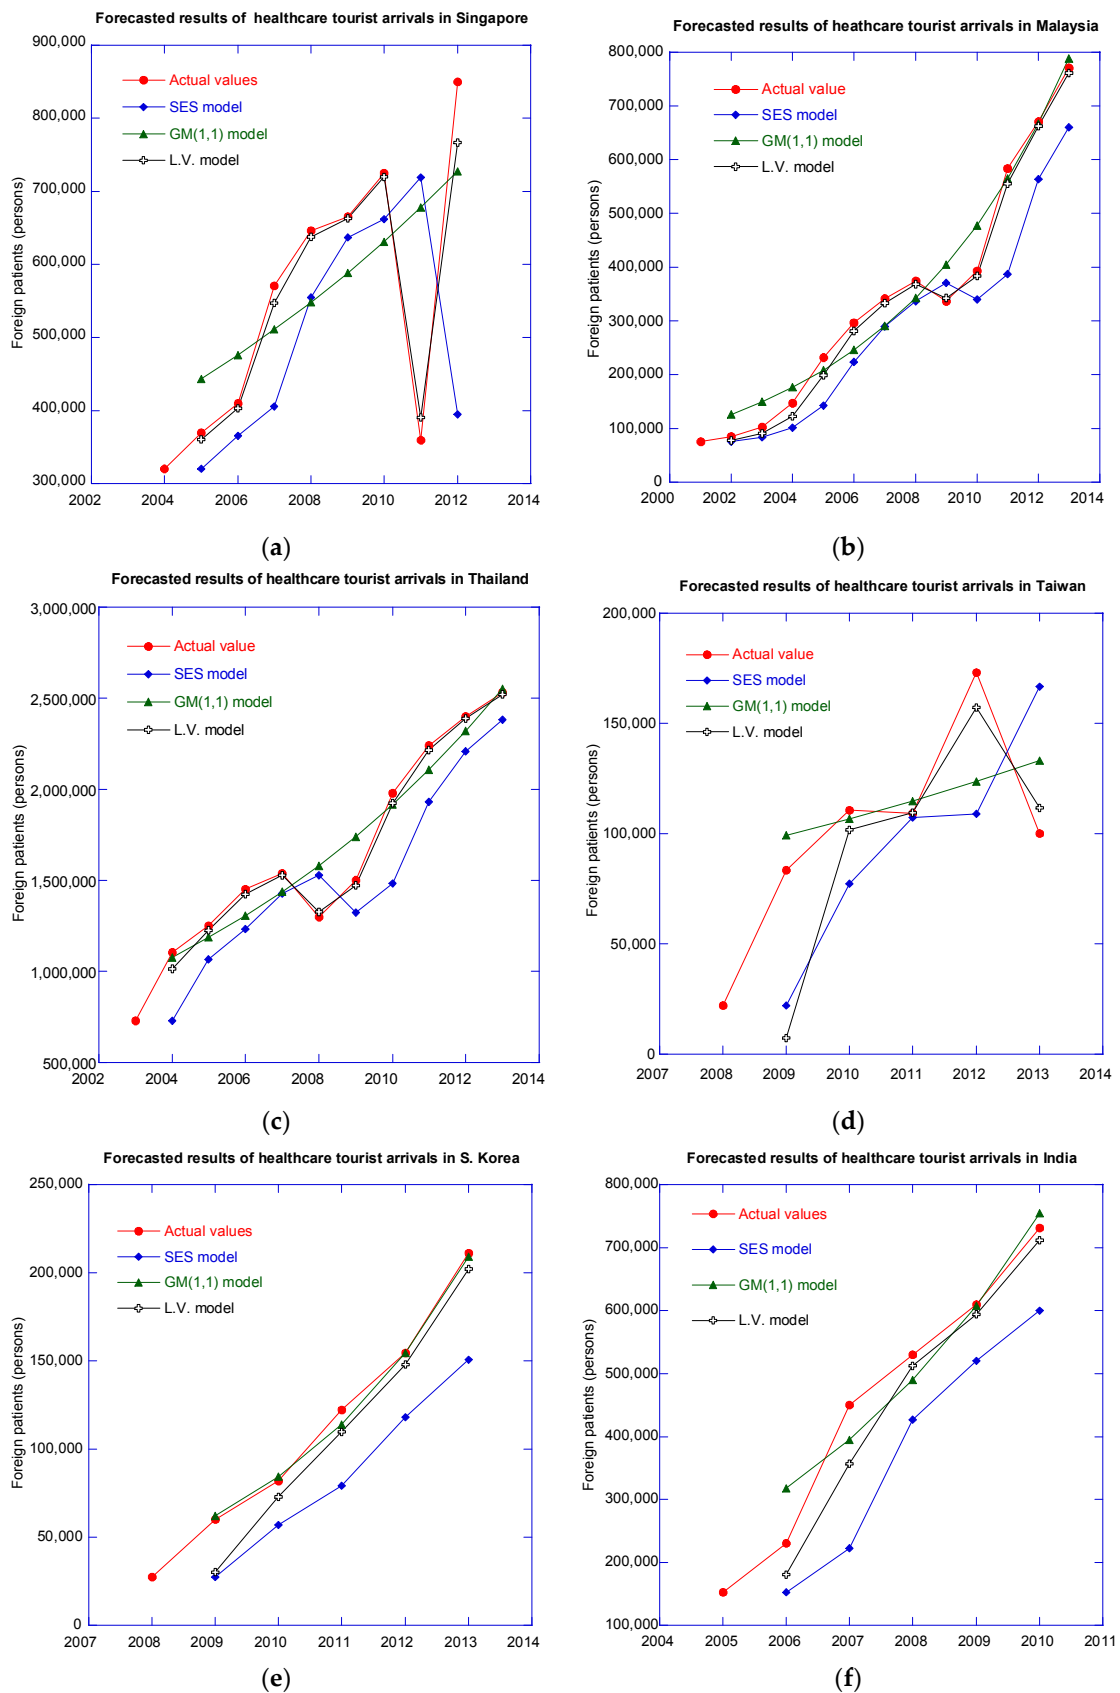 Forecasted results of healthcare tourist arrivals in Singapore
900,000
800,000
700,000
600,000
500,000
400,000
300,000
Foreign patients (persons)
Actual values
SES model
GM(1,1) model
L.V. model
2002 2004 2006 2008 2010 2012 2014
(a)
Forecasted results of heathcare tourist arrivals in Malaysia
800,000
700,000
600,000
500,000
400,000
300,000
200,000
100,000
0
Foreign patients (persons)
Actual value
SES model
GM(1,1) model
L.V. model
2000 2002 2004 2006 2008 2010 2012 2014
(b)
Forecasted results of healthcare tourist arrivals in Thailand
3,000,000
2,500,000
2,000,000
1,500,000
1,000,000
500,000
Foreign patients (persons)
Actual value
SES model
GM(1,1) model
L.V. model
2002 2004 2006 2008 2010 2012 2014
(c)
Forecasted results of healthcare tourist arrivals in Taiwan
200,000
150,000
100,000
50,000
0
Foreign patients (persons)
Actual value
SES model
GM(1,1) model
L.V. model
2007 2008 2009 2010 2011 2012 2013 2014
(d)
Forecasted results of healthcare tourist arrivals in S. Korea
250,000
200,000
150,000
100,000
50,000
0
Foreign patients (persons)
Actual values
SES model
GM(1,1) model
L.V. model
2007 2008 2009 2010 2011 2012 2013 2014
(e)
Forecasted results of healthcare tourist arrivals in India
800,000
700,000
600,000
500,000
400,000
300,000
200,000
100,000
Foreign patients (persons)
Actual values
SES model
GM(1,1) model
L.V. model
2004 2005 2006 2007 2008 2009 2010 2011
(f)